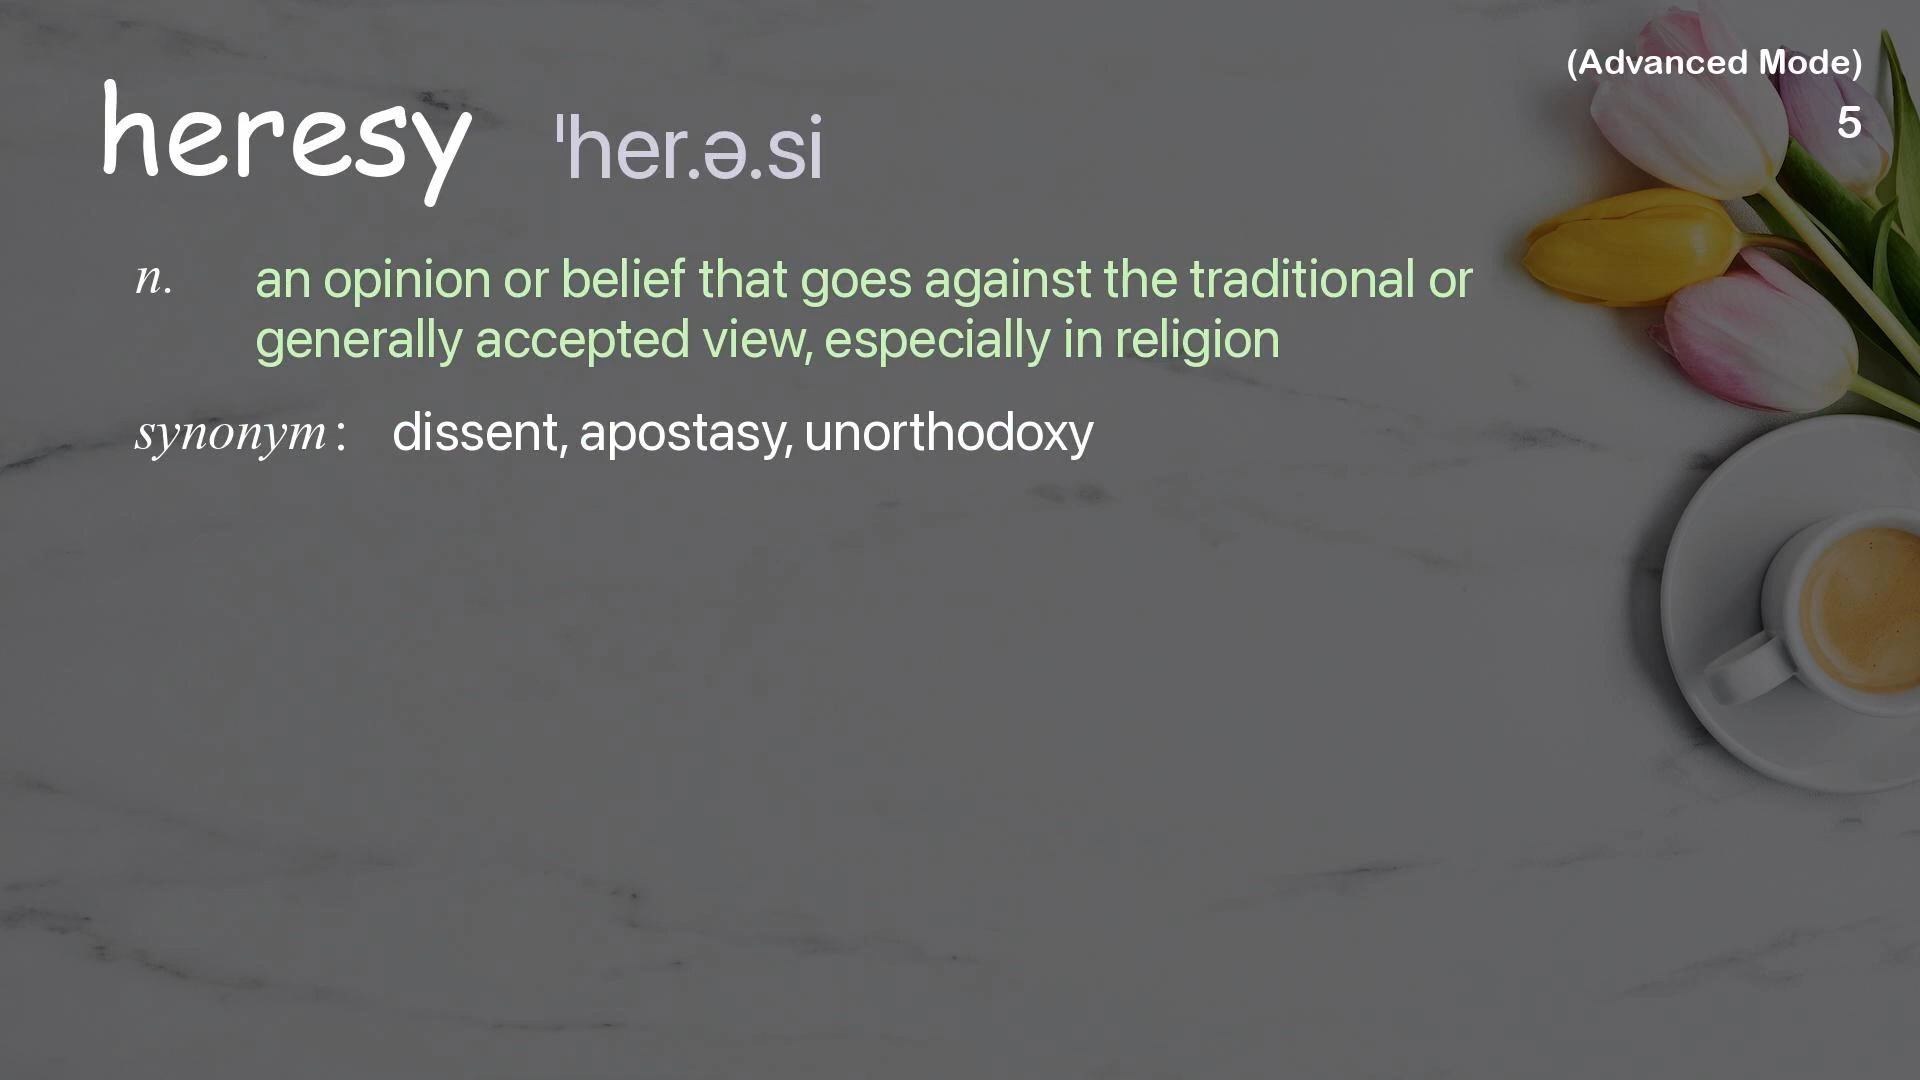 (Advanced Mode)
5
heresy ˈher.ə.si
n. an opinion or belief that goes against the traditional or
generally accepted view, especially in religion
synonym: dissent, apostasy, unorthodoxy